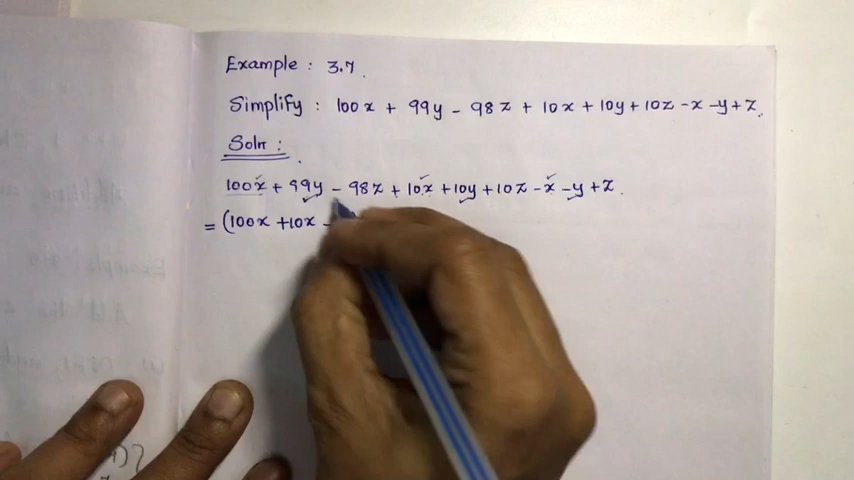 Example : 3.7.
Simplify : 100x + 99y - 98z + 10x + 10y + 10z - x - y + z.
Soln :
100x + 99y - 98z + 10x + 10y + 10z - x - y + z.
= (100x + 10x -